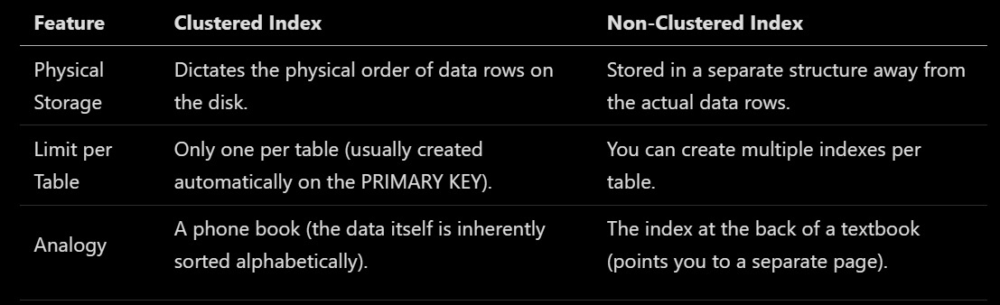 Feature Clustered Index Non-Clustered Index
Physical Storage Dictates the physical order of data rows on the disk. Stored in a separate structure away from the actual data rows.
Limit per Table Only one per table (usually created automatically on the PRIMARY KEY). You can create multiple indexes per table.
Analogy A phone book (the data itself is inherently sorted alphabetically). The index at the back of a textbook (points you to a separate page).